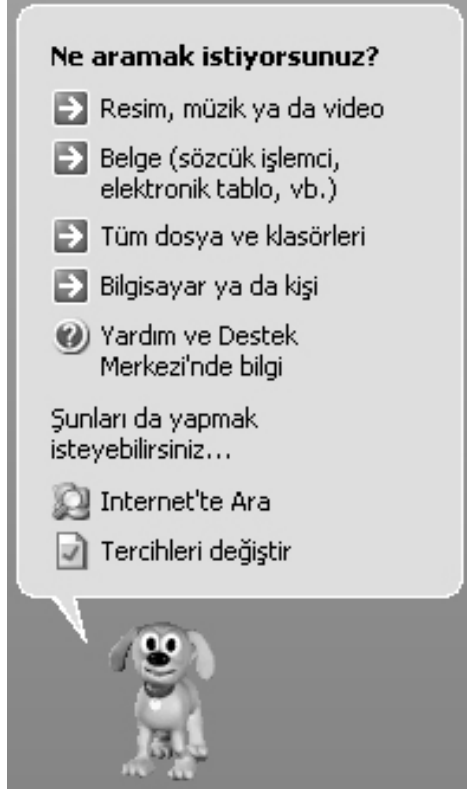 Ne aramak istiyorsunuz?
Resim, müzik ya da video
Belge (sözcük işlemci,
elektronik tablo, vb.)
Tüm dosya ve klasörleri
Bilgisayar ya da kişi
Yardım ve Destek
Merkezi'nde bilgi
Şunları da yapmak
isteyebilirsiniz...
Internet'te Ara
Tercihleri değiştir